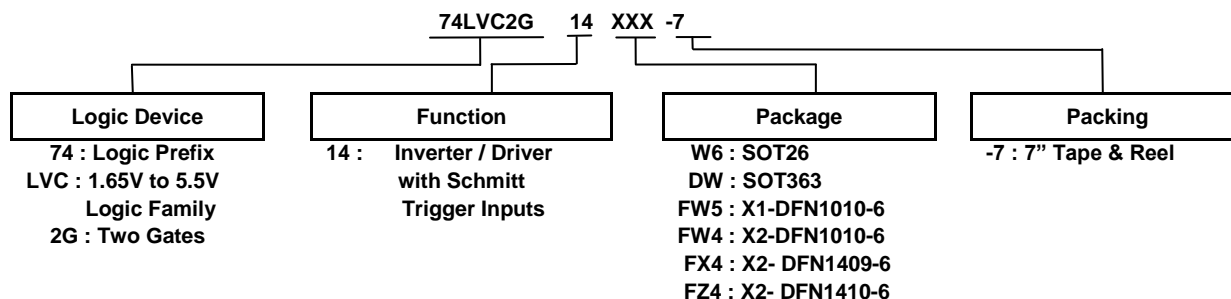 74LVC2G 14 XXX -7
Logic Device
74 : Logic Prefix
LVC : 1.65V to 5.5V
Logic Family
2G : Two Gates
Function
14 : Inverter / Driver
with Schmitt
Trigger Inputs
Package
W6 : SOT26
DW : SOT363
FW5 : X1-DFN1010-6
FW4 : X2-DFN1010-6
FX4 : X2- DFN1409-6
FZ4 : X2- DFN1410-6
Packing
-7 : 7” Tape & Reel